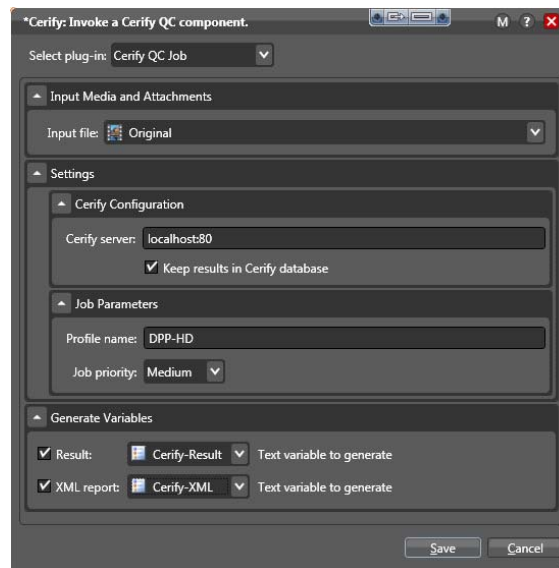 *Cerify: Invoke a Cerify QC component.
M ? X
Select plug-in: Cerify QC Job
Input Media and Attachments
Input file: Original
Settings
Cerify Configuration
Cerify server: localhost:80
Keep results in Cerify database
Job Parameters
Profile name: DPP-HD
Job priority: Medium
Generate Variables
Result: Cerify-Result Text variable to generate
XML report: Cerify-XML Text variable to generate
Save Cancel